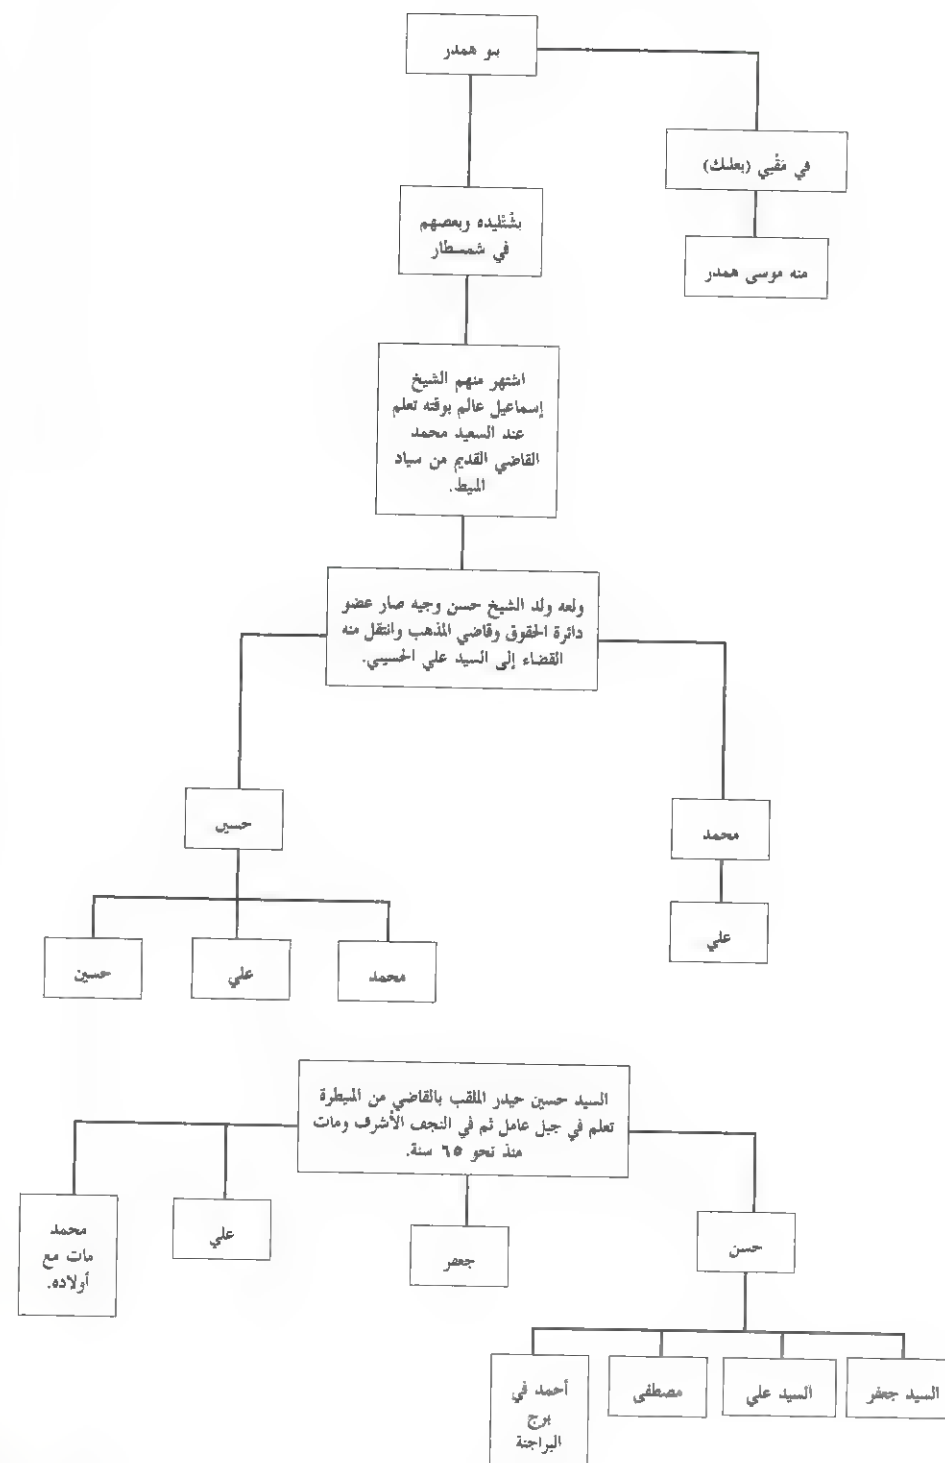 بنو همدر
في مَقْنِي (بعلبك)
بشْتليده وبعضهم
في شمسطار
منه موسى همدر
اشتهر منهم الشيخ
إسماعيل عالم بوقته تعلم
عند السعيد محمد
القاضي القديم من سياد
الميط.
ولعه ولد الشيخ حسن وجيه صار عضو
دائرة الحقوق وقاضي المذهب وانتقل منه
القضاء إلى السيد علي الحسيني.
حسين
محمد
علي
محمد
علي
حسين
السيد حسين حيدر الملقب بالقاضي من الميطرة
تعلم في جبل عامل ثم في النجف الأشرف ومات
منذ نحو ٦٥ سنة.
حسن
جعفر
علي
محمد
مات مع
أولاده.
السيد جعفر
السيد علي
مصطفى
أحمد في
برج
البراجنة